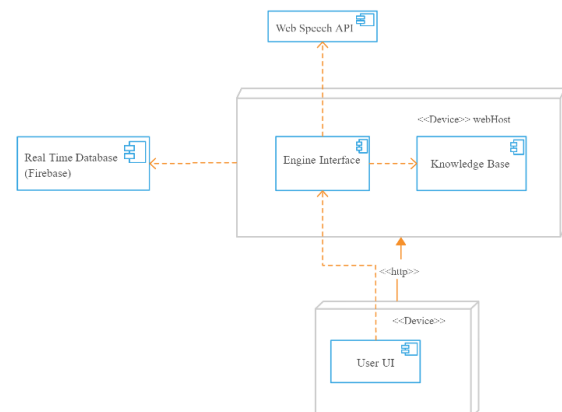 Web Speech API
<<Device>> webHost
Real Time Database
(Firebase)
Engine Interface
Knowledge Base
<<http>>
<<Device>>
User UI